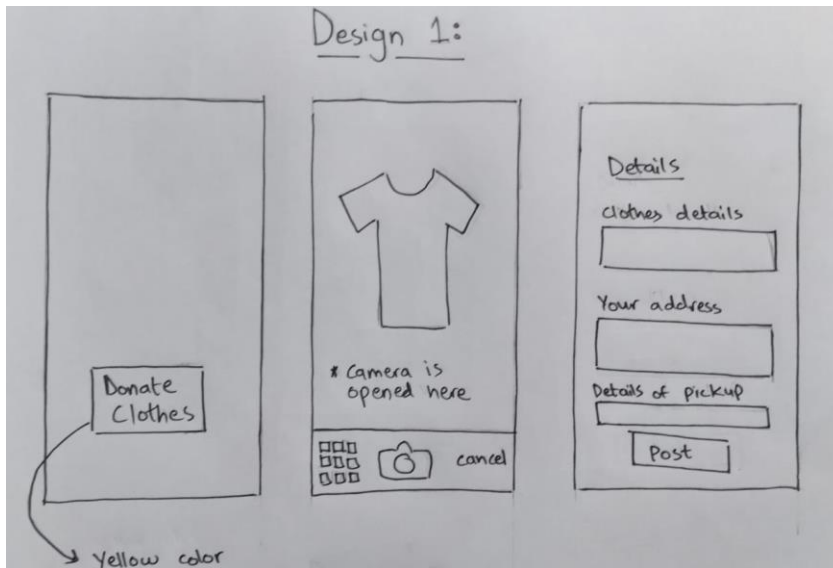 Design 1:
Donate
Clothes
Yellow color
* Camera is
opened here
cancel
Details
Clothes details
Your address
Details of pickup
Post